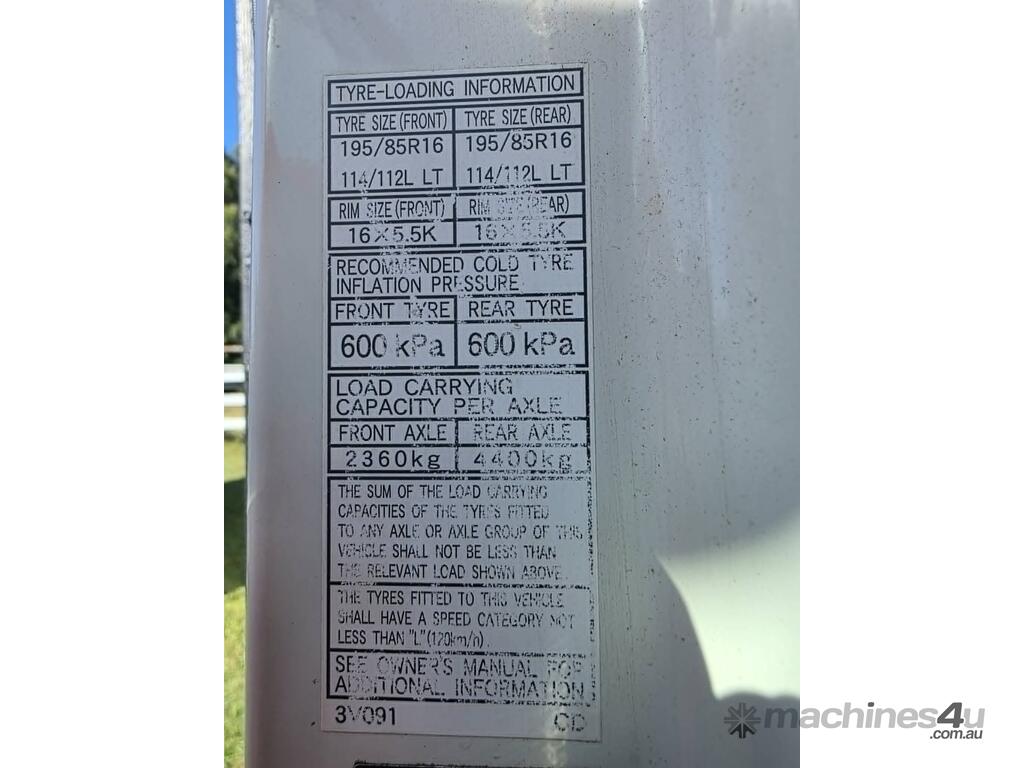 TYRE-LOADING INFORMATION
TYRE SIZE (FRONT) TYRE SIZE (REAR)
195/85R16 195/85R16
114/112L LT 114/112L LT
RIM SIZE (FRONT) RIM SIZE (REAR)
16×5.5K 16×5.5K
RECOMMENDED COLD TYRE
INFLATION PRESSURE
FRONT TYRE REAR TYRE
600 kPa 600 kPa
LOAD CARRYING
CAPACITY PER AXLE
FRONT AXLE REAR AXLE
2360kg 4400kg
THE SUM OF THE LOAD CARRYING
CAPACITIES OF THE TYRES FITTED
TO ANY AXLE OR AXLE GROUP OF THIS
VEHICLE SHALL NOT BE LESS THAN
THE RELEVANT LOAD SHOWN ABOVE.
THE TYRES FITTED TO THIS VEHICLE
SHALL HAVE A SPEED CATEGORY NOT
LESS THAN "L" (120km/h).
SEE OWNER'S MANUAL FOR
ADDITIONAL INFORMATION
3V091 CD
machines4u
.com.au